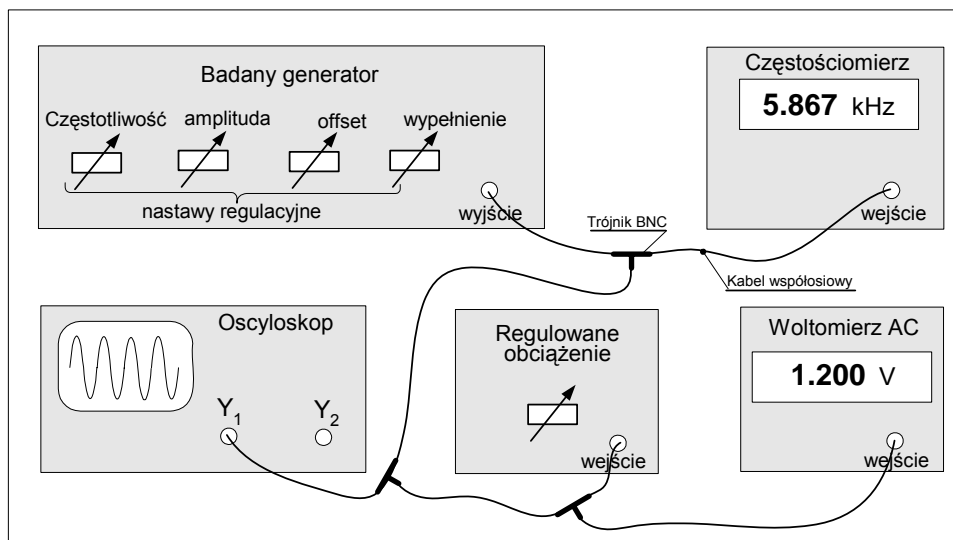 Badany generator
Częstotliwość amplituda offset wypełnienie
nastawy regulacyjne
wyjście
Częstościomierz
5.867 kHz
wejście
Trójnik BNC
Kabel współosiowy
Oscyloskop
Y1
Y2
Regulowane
obciążenie
wejście
Woltomierz AC
1.200 V
wejście